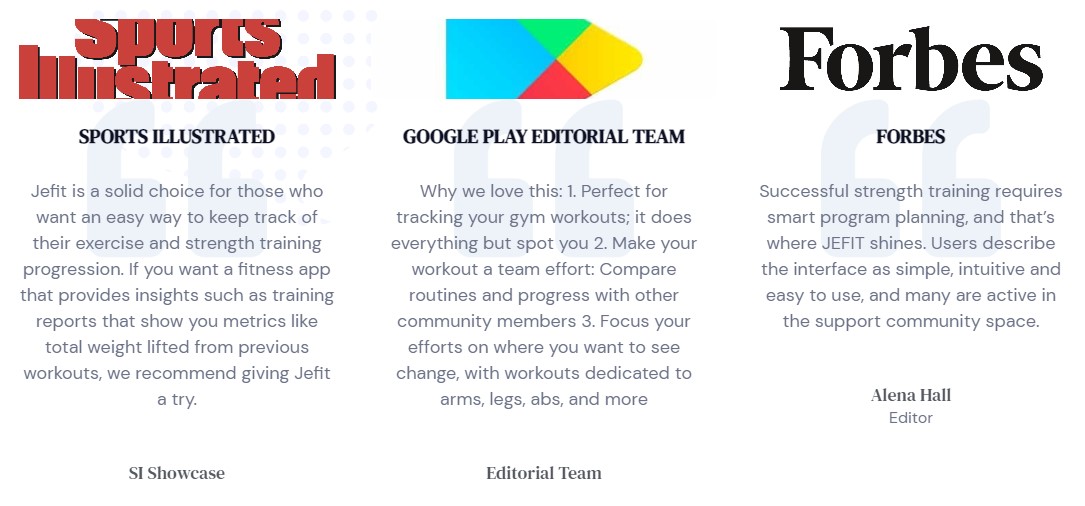 Sports
Illustrated
SPORTS ILLUSTRATED
Jefit is a solid choice for those who
want an easy way to keep track of
their exercise and strength training
progression. If you want a fitness app
that provides insights such as training
reports that show you metrics like
total weight lifted from previous
workouts, we recommend giving Jefit
a try.
SI Showcase
GOOGLE PLAY EDITORIAL TEAM
Why we love this: 1. Perfect for
tracking your gym workouts; it does
everything but spot you 2. Make your
workout a team effort: Compare
routines and progress with other
community members 3. Focus your
efforts on where you want to see
change, with workouts dedicated to
arms, legs, abs, and more
Editorial Team
Forbes
FORBES
Successful strength training requires
smart program planning, and that’s
where JEFIT shines. Users describe
the interface as simple, intuitive and
easy to use, and many are active in
the support community space.
Alena Hall
Editor